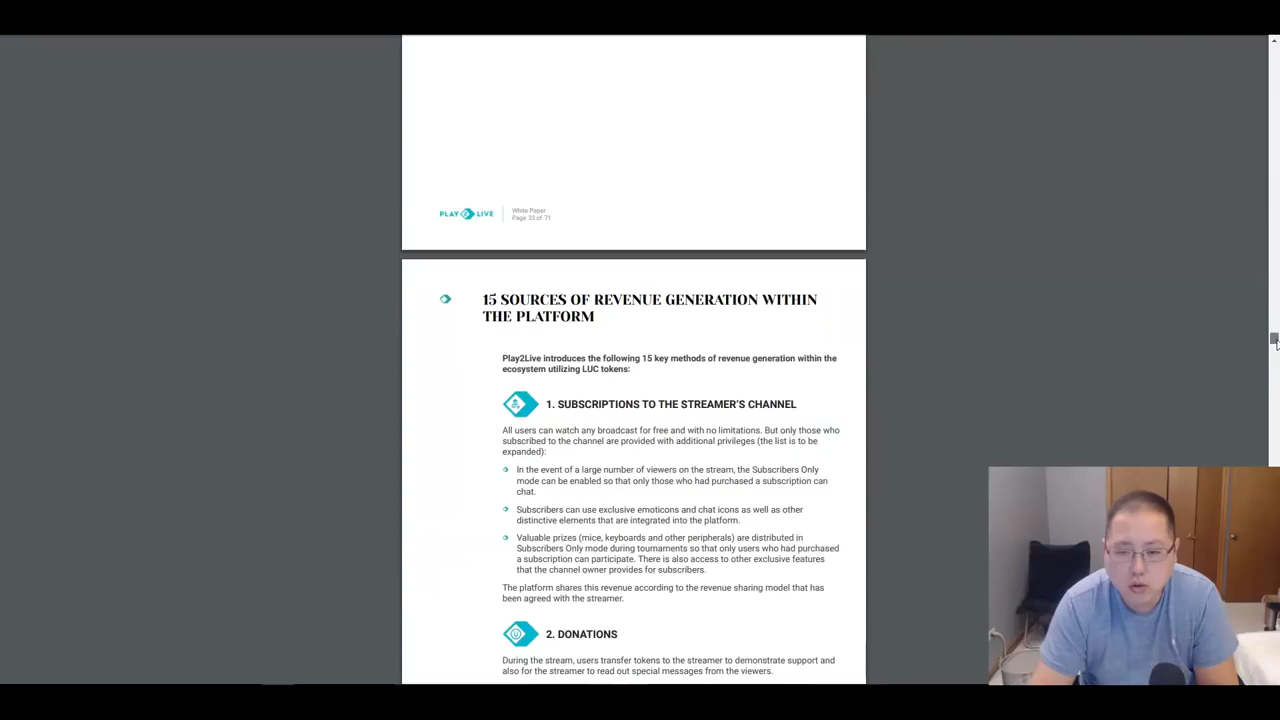 PLAY2LIVE
White Paper
Page 33 of 71
15 SOURCES OF REVENUE GENERATION WITHIN
THE PLATFORM
Play2Live introduces the following 15 key methods of revenue generation within the
ecosystem utilizing LUC tokens:
1. SUBSCRIPTIONS TO THE STREAMER'S CHANNEL
All users can watch any broadcast for free and with no limitations. But only those who
subscribed to the channel are provided with additional privileges (the list is to be
expanded):
In the event of a large number of viewers on the stream, the Subscribers Only
mode can be enabled so that only those who had purchased a subscription can
chat.
Subscribers can use exclusive emoticons and chat icons as well as other
distinctive elements that are integrated into the platform.
Valuable prizes (mice, keyboards and other peripherals) are distributed in
Subscribers Only mode during tournaments so that only users who had purchased
a subscription can participate. There is also access to other exclusive features
that the channel owner provides for subscribers.
The platform shares this revenue according to the revenue sharing model that has
been agreed with the streamer.
2. DONATIONS
During the stream, users transfer tokens to the streamer to demonstrate support and
also for the streamer to read out special messages from the viewers.